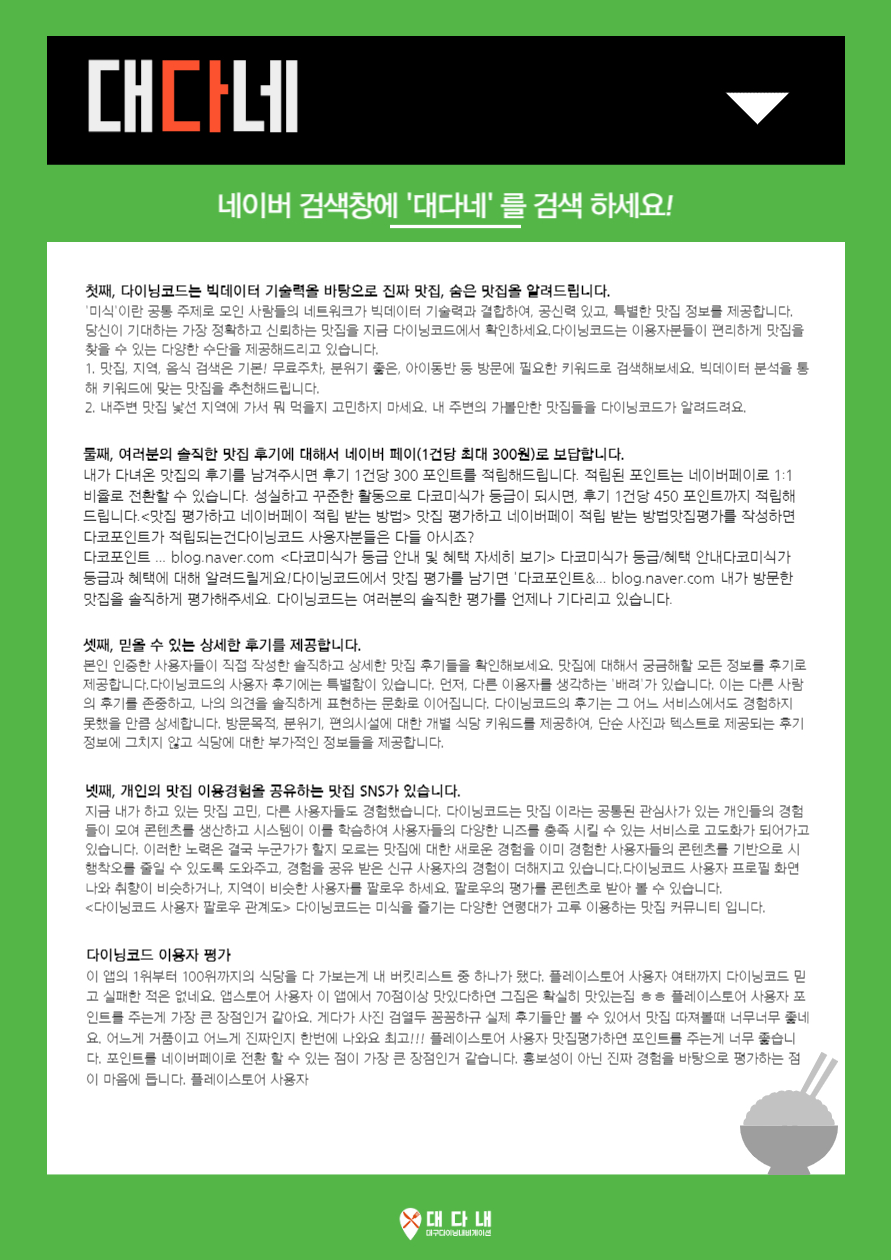 대다네
네이버 검색창에 '대다네' 를 검색 하세요!
첫째, 다이닝코드는 빅데이터 기술력을 바탕으로 진짜 맛집, 숨은 맛집을 알려드립니다.
'미식'이란 공통 주제로 모인 사람들의 네트워크가 빅데이터 기술력과 결합하여, 공신력 있고, 특별한 맛집 정보를 제공합니다.
당신이 기대하는 가장 정확하고 신뢰하는 맛집을 지금 다이닝코드에서 확인하세요.다이닝코드는 이용자분들이 편리하게 맛집을
찾을 수 있는 다양한 수단을 제공해드리고 있습니다.
1. 맛집, 지역, 음식 검색은 기본! 무료주차, 분위기 좋은, 아이동반 등 방문에 필요한 키워드로 검색해보세요. 빅데이터 분석을 통
해 키워드에 맞는 맛집을 추천해드립니다.
2. 내주변 맛집 낯선 지역에 가서 뭐 먹을지 고민하지 마세요. 내 주변의 가볼만한 맛집들을 다이닝코드가 알려드려요.
둘째, 여러분의 솔직한 맛집 후기에 대해서 네이버 페이(1건당 최대 300원)로 보답합니다.
내가 다녀온 맛집의 후기를 남겨주시면 후기 1건당 300 포인트를 적립해드립니다. 적립된 포인트는 네이버페이로 1:1
비율로 전환할 수 있습니다. 성실하고 꾸준한 활동으로 다코미식가 등급이 되시면, 후기 1건당 450 포인트까지 적립해
드립니다.<맛집 평가하고 네이버페이 적립 받는 방법> 맛집 평가하고 네이버페이 적립 받는 방법맛집평가를 작성하면
다코포인트가 적립되는건다이닝코드 사용자분들은 다들 아시죠?
다코포인트 ... blog.naver.com <다코미식가 등급 안내 및 혜택 자세히 보기> 다코미식가 등급/혜택 안내다코미식가
등급과 혜택에 대해 알려드릴게요!다이닝코드에서 맛집 평가를 남기면 '다코포인트&... blog.naver.com 내가 방문한
맛집을 솔직하게 평가해주세요. 다이닝코드는 여러분의 솔직한 평가를 언제나 기다리고 있습니다.
셋째, 믿을 수 있는 상세한 후기를 제공합니다.
본인 인증한 사용자들이 직접 작성한 솔직하고 상세한 맛집 후기들을 확인해보세요. 맛집에 대해서 궁금해할 모든 정보를 후기로
제공합니다.다이닝코드의 사용자 후기에는 특별함이 있습니다. 먼저, 다른 이용자를 생각하는 '배려'가 있습니다. 이는 다른 사람
의 후기를 존중하고, 나의 의견을 솔직하게 표현하는 문화로 이어집니다. 다이닝코드의 후기는 그 어느 서비스에서도 경험하지
못했을 만큼 상세합니다. 방문목적, 분위기, 편의시설에 대한 개별 식당 키워드를 제공하여, 단순 사진과 텍스트로 제공되는 후기
정보에 그치지 않고 식당에 대한 부가적인 정보들을 제공합니다.
넷째, 개인의 맛집 이용경험을 공유하는 맛집 SNS가 있습니다.
지금 내가 하고 있는 맛집 고민, 다른 사용자들도 경험했습니다. 다이닝코드는 맛집 이라는 공통된 관심사가 있는 개인들의 경험
들이 모여 콘텐츠를 생산하고 시스템이 이를 학습하여 사용자들의 다양한 니즈를 충족 시킬 수 있는 서비스로 고도화가 되어가고
있습니다. 이러한 노력은 결국 누군가가 할지 모르는 맛집에 대한 새로운 경험을 이미 경험한 사용자들의 콘텐츠를 기반으로 시
행착오를 줄일 수 있도록 도와주고, 경험을 공유 받은 신규 사용자의 경험이 더해지고 있습니다.다이닝코드 사용자 프로필 화면
나와 취향이 비슷하거나, 지역이 비슷한 사용자를 팔로우 하세요. 팔로우의 평가를 콘텐츠로 받아 볼 수 있습니다.
<다이닝코드 사용자 팔로우 관계도> 다이닝코드는 미식을 즐기는 다양한 연령대가 고루 이용하는 맛집 커뮤니티 입니다.
다이닝코드 이용자 평가
이 앱의 1위부터 100위까지의 식당을 다 가보는게 내 버킷리스트 중 하나가 됐다. 플레이스토어 사용자 여태까지 다이닝코드 믿
고 실패한 적은 없네요. 앱스토어 사용자 이 앱에서 70점이상 맛있다하면 그집은 확실히 맛있는집 ㅎㅎ 플레이스토어 사용자 포
인트를 주는게 가장 큰 장점인거 같아요. 게다가 사진 검열두 꼼꼼하규 실제 후기들만 볼 수 있어서 맛집 따져볼때 너무너무 좋네
요. 어느게 거품이고 어느게 진짜인지 한번에 나와요 최고!!! 플레이스토어 사용자 맛집평가하면 포인트를 주는게 너무 좋습니
다. 포인트를 네이버페이로 전환 할 수 있는 점이 가장 큰 장점인거 같습니다. 홍보성이 아닌 진짜 경험을 바탕으로 평가하는 점
이 마음에 듭니다. 플레이스토어 사용자
대 다 내
대구다이닝내비게이션